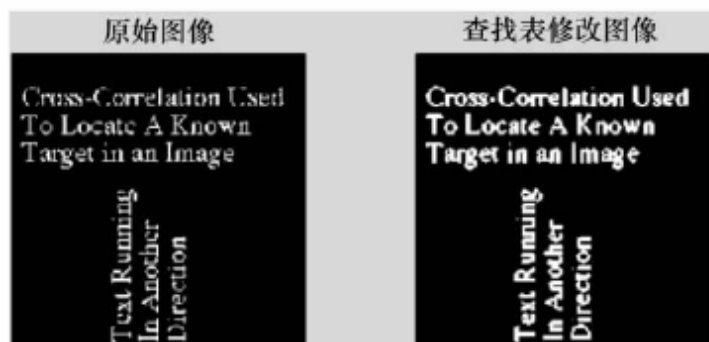 原始图像
查找表修改图像
Cross-Correlation Used
To Locate A Known
Target in an Image
Text Running
In Another
Direction
Cross-Correlation Used
To Locate A Known
Target in an Image
Text Running
In Another
Direction